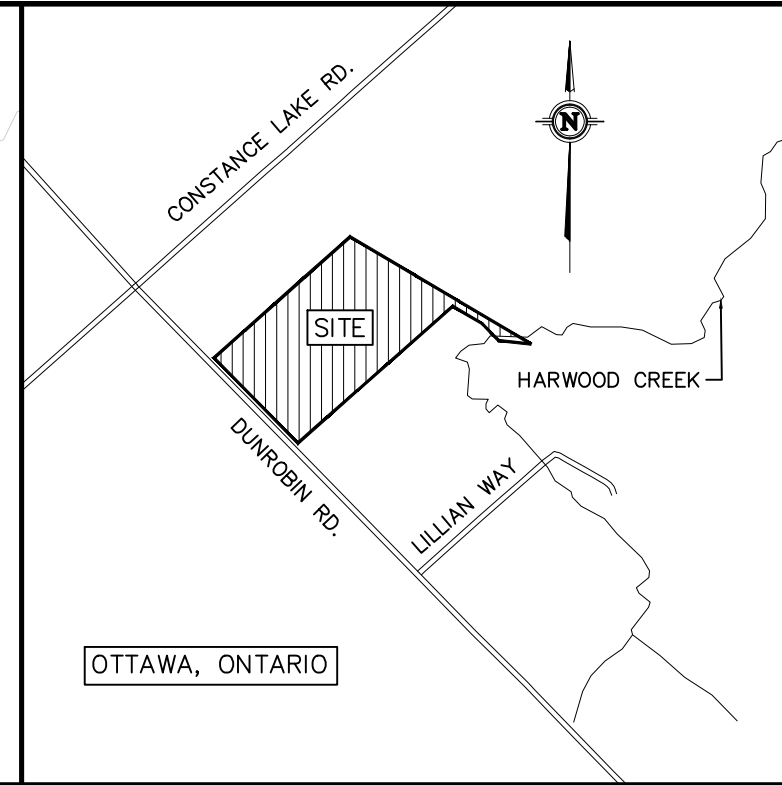 CONSTANCE LAKE RD.
N
SITE
HARWOOD CREEK
DUNROBIN RD.
LILLIAN WAY
OTTAWA, ONTARIO